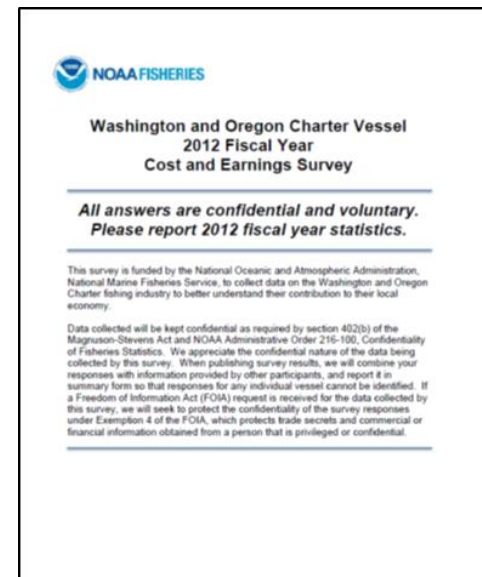 NOAA FISHERIES
Washington and Oregon Charter Vessel
2012 Fiscal Year
Cost and Earnings Survey
All answers are confidential and voluntary.
Please report 2012 fiscal year statistics.
This survey is funded by the National Oceanic and Atmospheric Administration,
National Marine Fisheries Service, to collect data on the Washington and Oregon
Charter fishing industry to better understand their contribution to their local
economy.
Data collected will be kept confidential as required by section 402(b) of the
Magnuson-Stevens Act and NOAA Administrative Order 216-100, Confidentiality
of Fisheries Statistics. We appreciate the confidential nature of the data being
collected by this survey. When publishing survey results, we will combine your
responses with information provided by other participants, and report it in
summary form so that responses for any individual vessel cannot be identified. If
a Freedom of Information Act (FOIA) request is received for the data collected by
this survey, we will seek to protect the confidentiality of the survey responses
under Exemption 4 of the FOIA, which protects trade secrets and commercial or
financial information obtained from a person that is privileged or confidential.